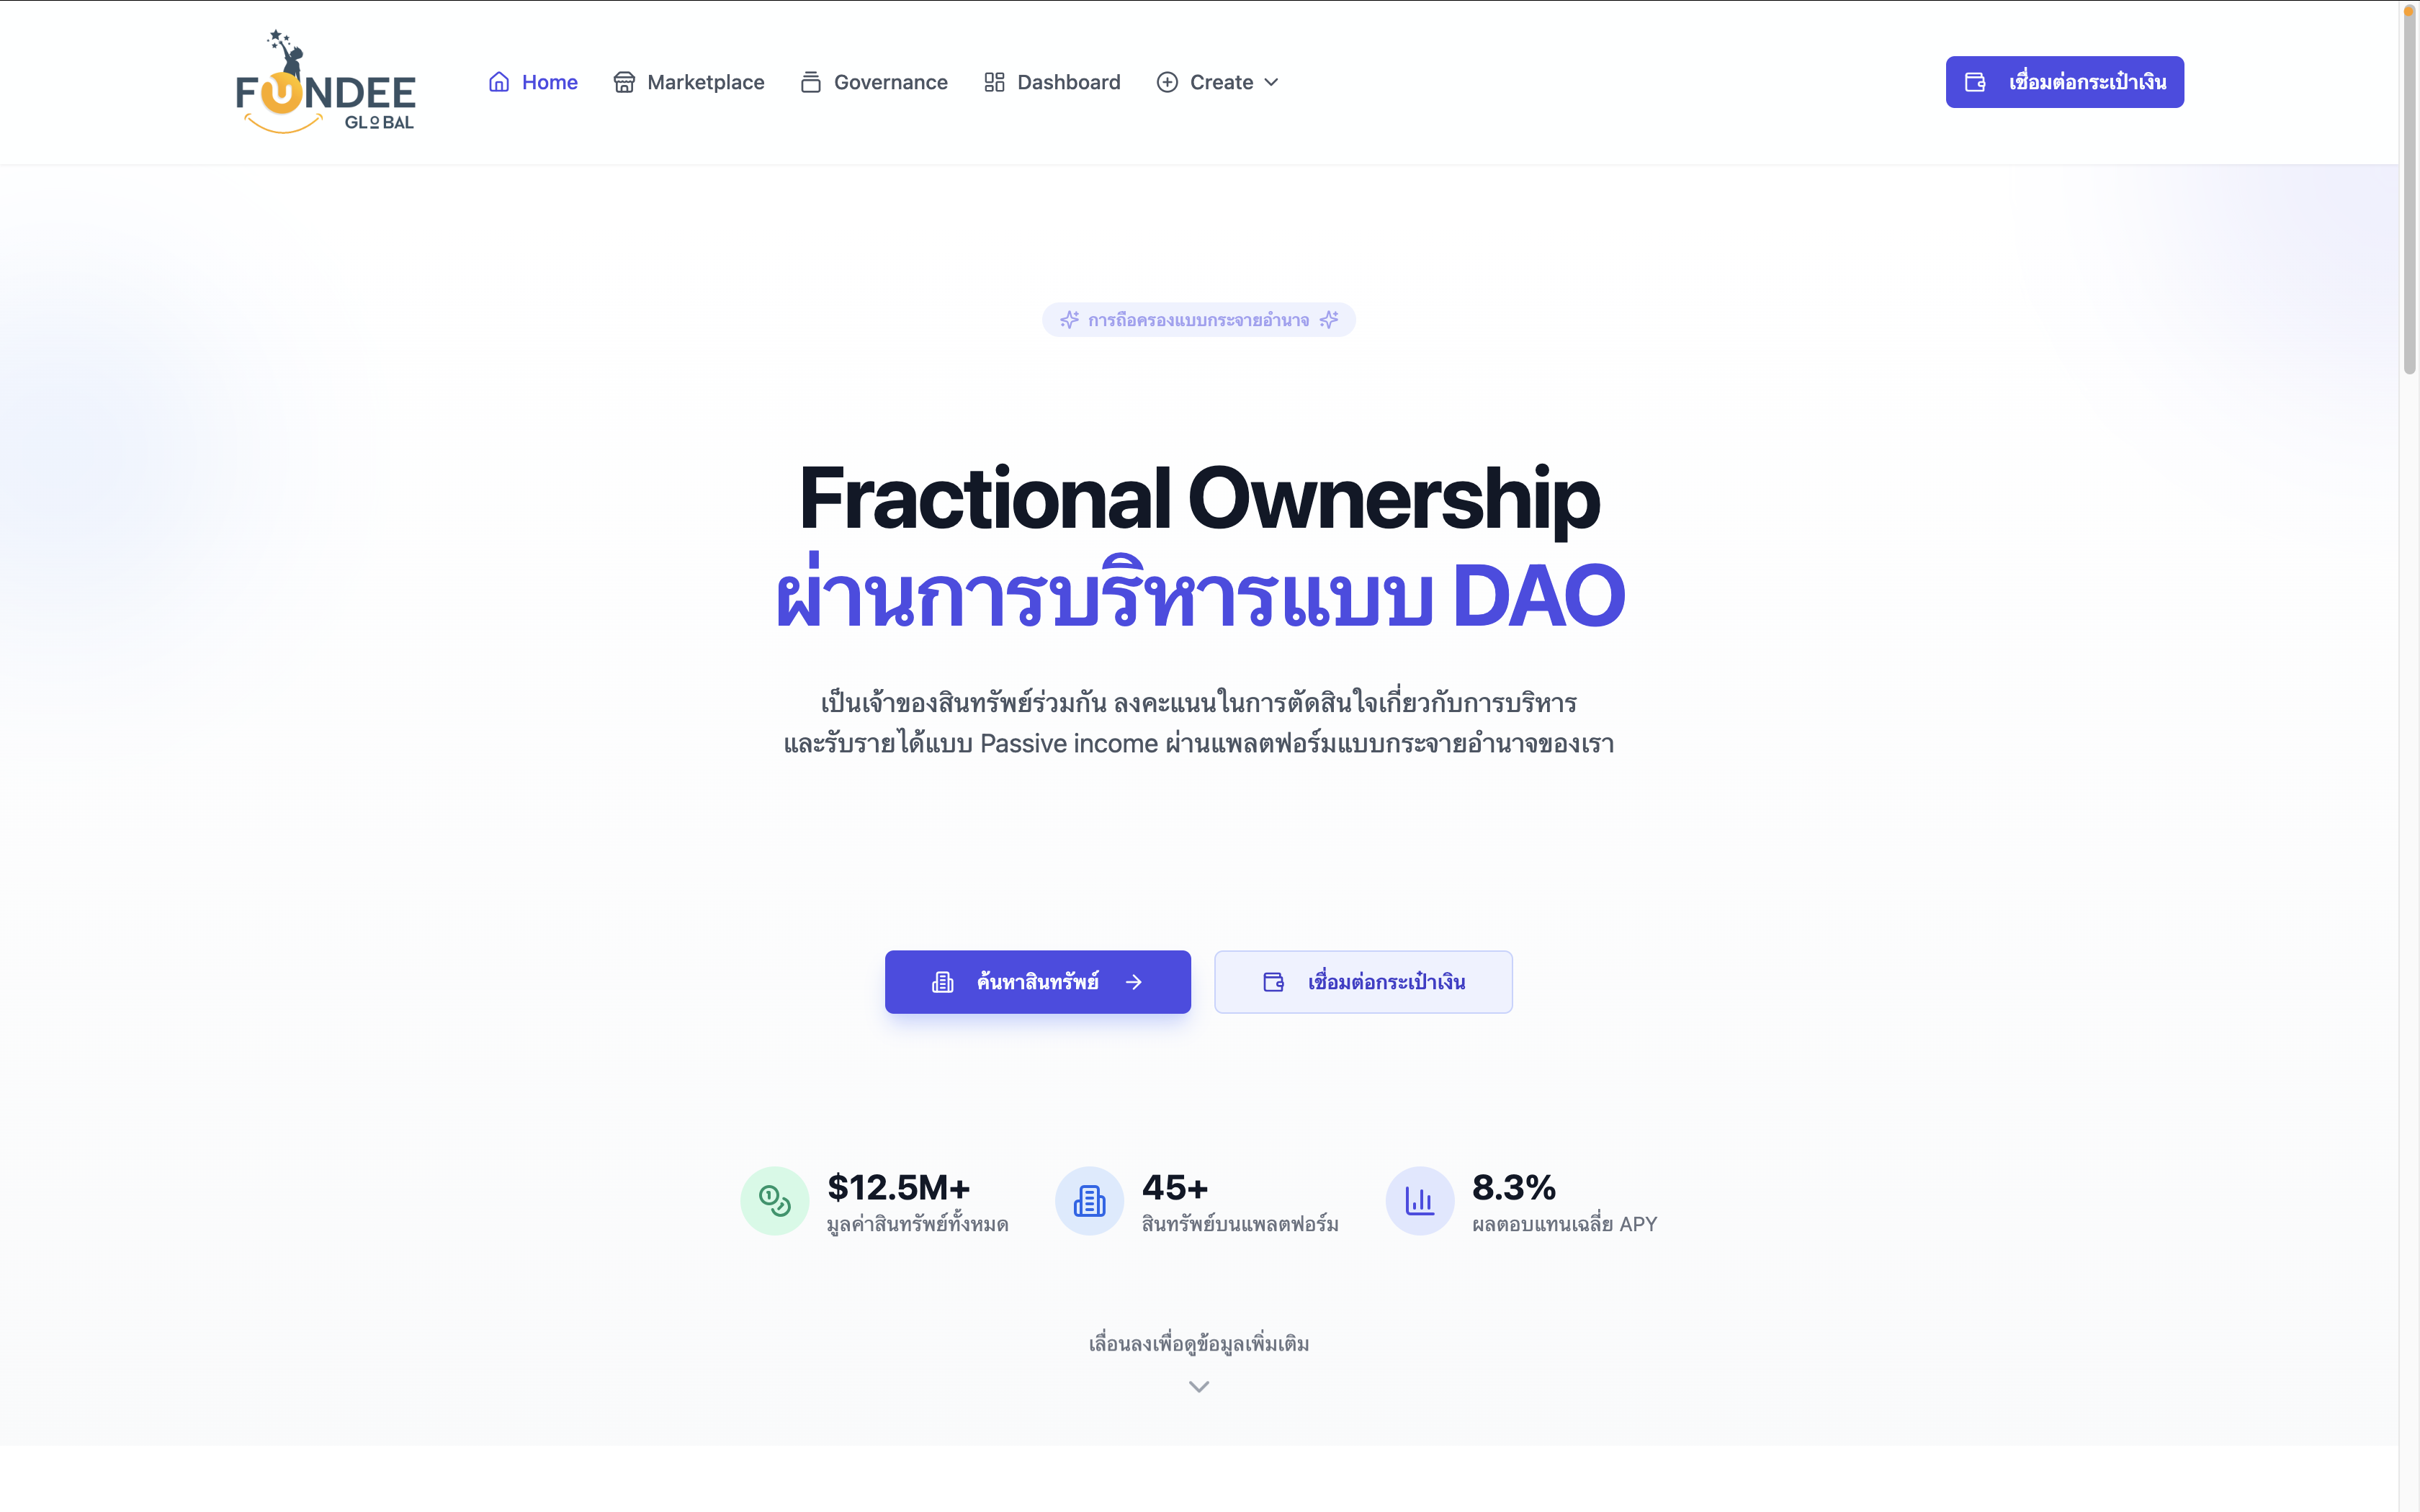 FUNDEE
GLOBAL
Home
Marketplace
Governance
Dashboard
Create
เชื่อมต่อกระเป๋าเงิน
การถือครองแบบกระจายอำนาจ
Fractional Ownership
ผ่านการบริหารแบบ DAO
เป็นเจ้าของสินทรัพย์ร่วมกัน ลงคะแนนในการตัดสินใจเกี่ยวกับการบริหาร
และรับรายได้แบบ Passive income ผ่านแพลตฟอร์มแบบกระจายอำนาจของเรา
ค้นหาสินทรัพย์
เชื่อมต่อกระเป๋าเงิน
$12.5M+
มูลค่าสินทรัพย์ทั้งหมด
45+
สินทรัพย์บนแพลตฟอร์ม
8.3%
ผลตอบแทนเฉลี่ย APY
เลื่อนลงเพื่อดูข้อมูลเพิ่มเติม